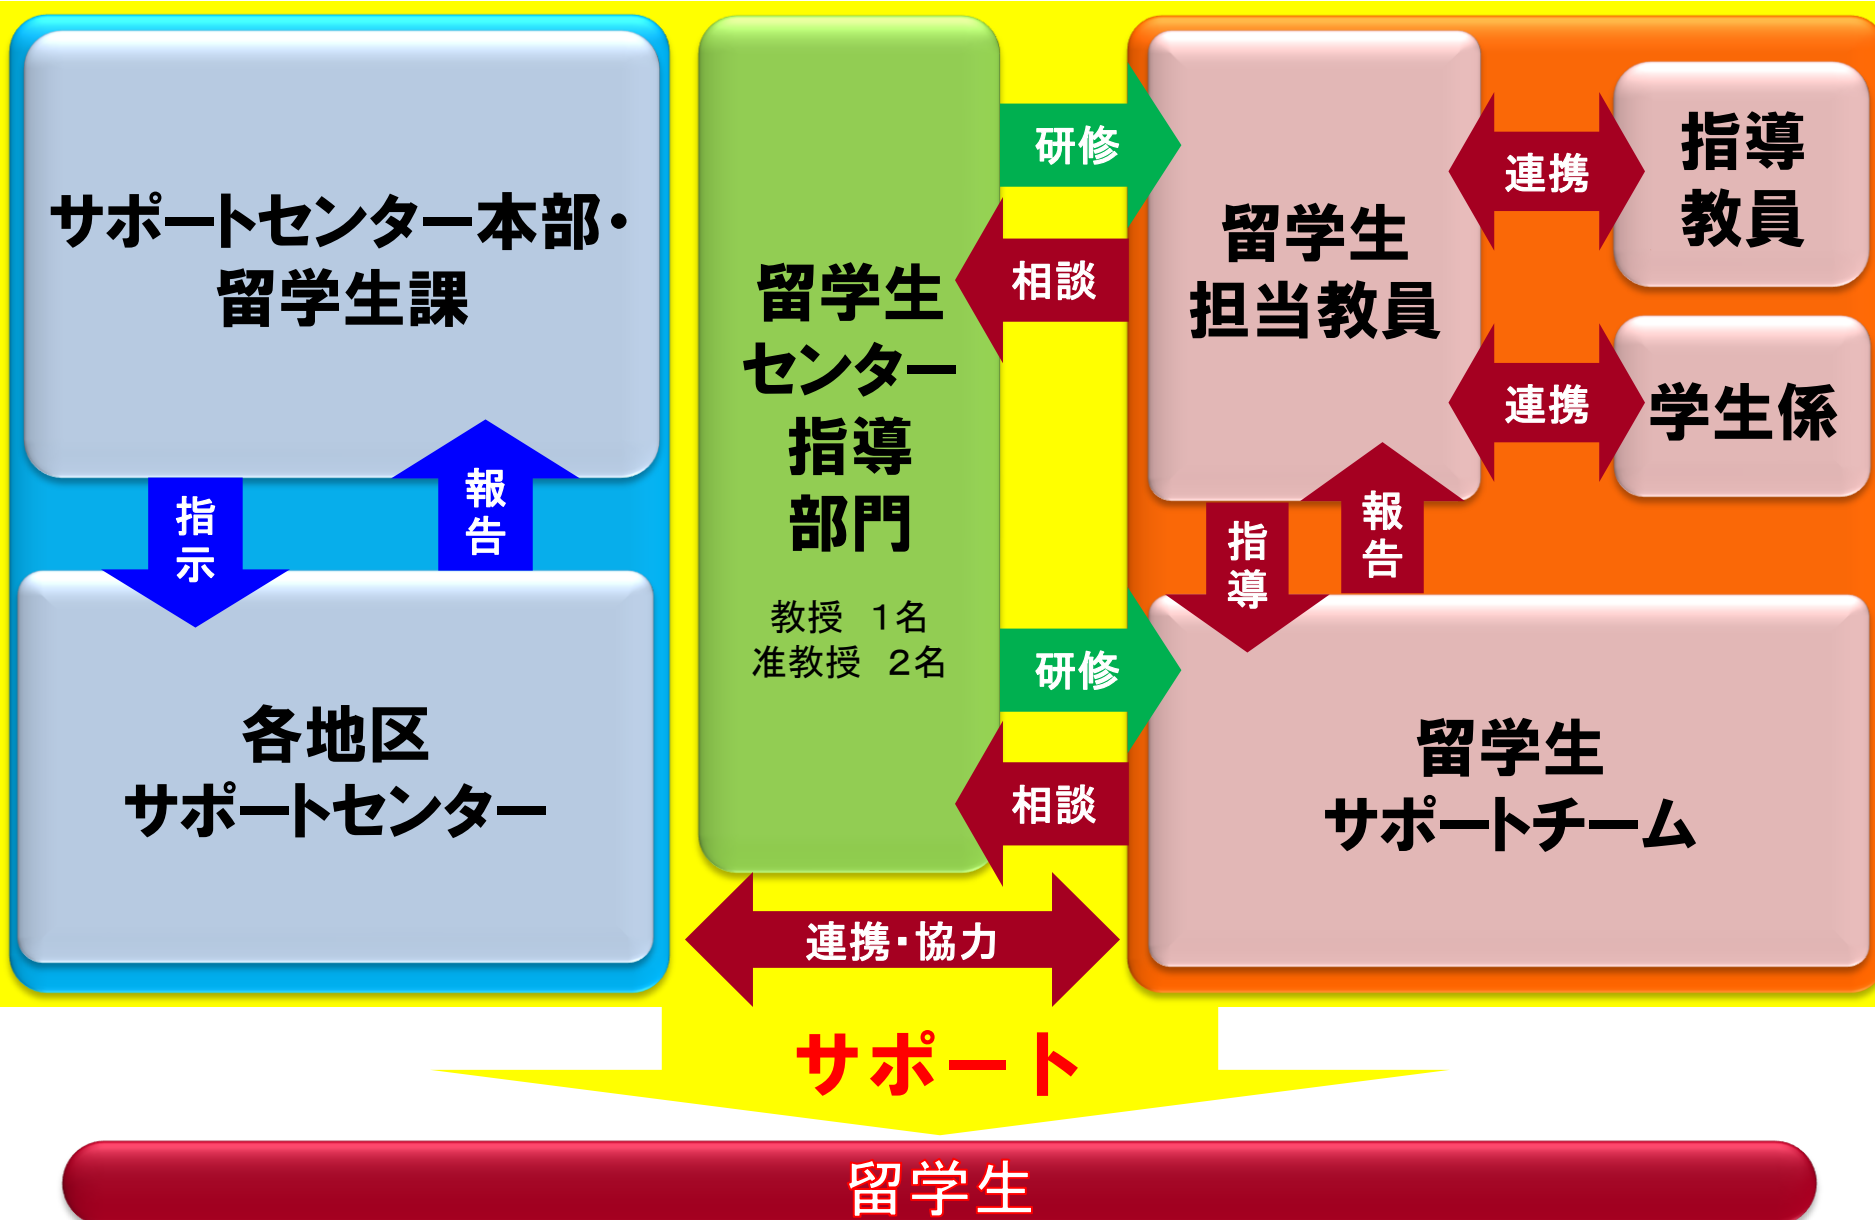 サポートセンター本部・
留学生課
指示
報告
各地区
サポートセンター
留学生
センター
指導
部門
教授　１名
准教授　２名
研修
相談
研修
相談
連携・協力
留学生
担当教員
連携
指導
教員
連携
学生係
指導
報告
留学生
サポートチーム
サポート
留学生